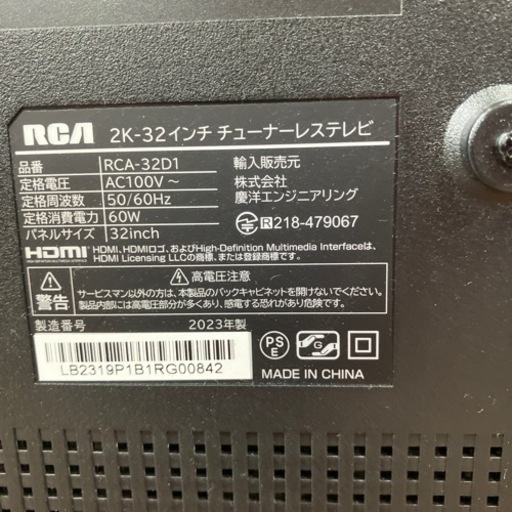 RCA 2K-32インチ チューナーレステレビ
品番 RCA-32D1
定格電圧 AC100V～
定格周波数 50/60Hz
定格消費電力 60W
パネルサイズ 32inch
輸入販売元
株式会社
慶洋エンジニアリング
R 218-479067
HDMI HDMI、HDMIロゴ、およびHigh-Definition Multimedia Interfaceは、
HDMI Licensing LLCの商標、または登録商標です。
警告
高電圧注意
サービスマン以外の方は、本製品のバックキャビネットを開けないでください。
製品内部には高電圧部分が多くあり、感電する恐れがあり危険です。
製造番号 2023年製
LB2319P1B1RG00842
PSE
G
MADE IN CHINA